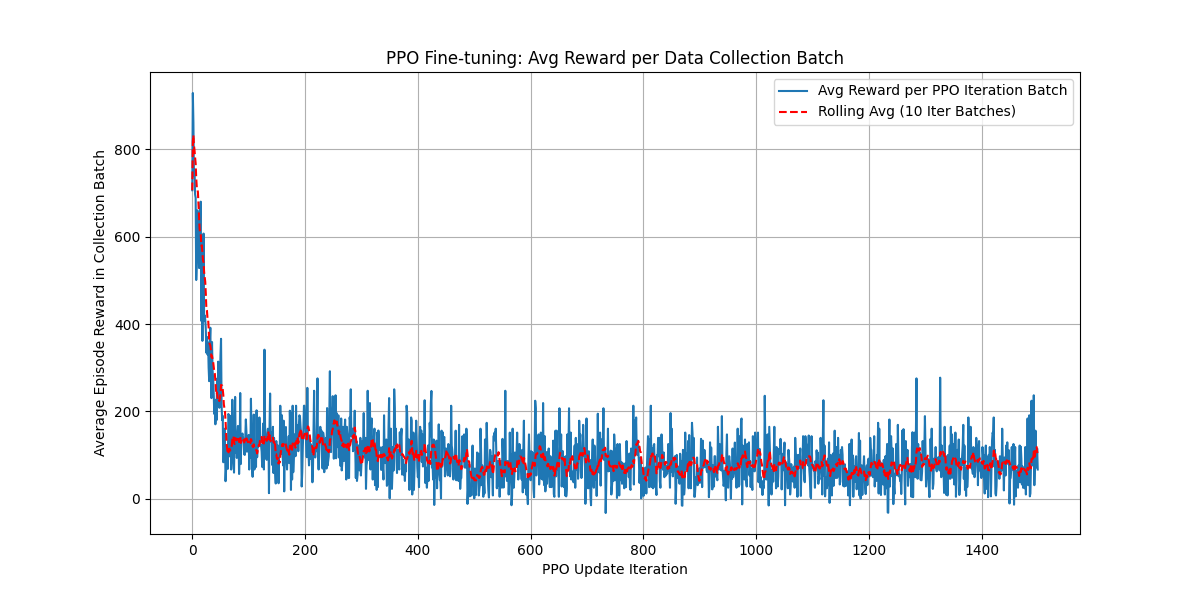 PPO Fine-tuning: Avg Reward per Data Collection Batch
Avg Reward per PPO Iteration Batch
Rolling Avg (10 Iter Batches)
Average Episode Reward in Collection Batch
800
600
400
200
0
0 200 400 600 800 1000 1200 1400
PPO Update Iteration